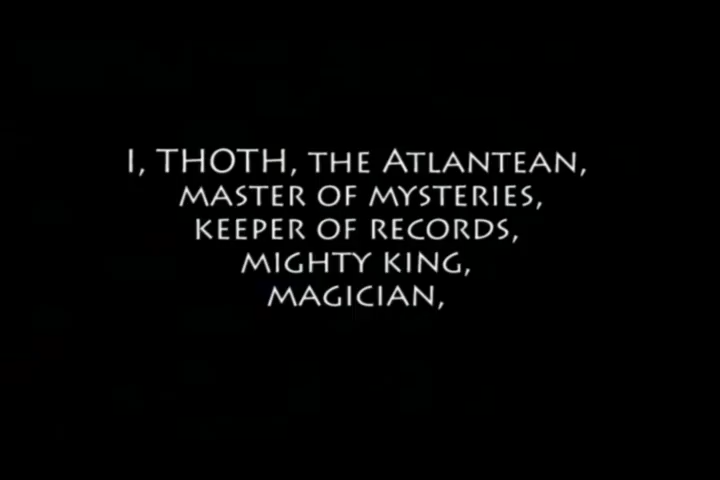 I, THOTH, THE ATLANTEAN,
MASTER OF MYSTERIES,
KEEPER OF RECORDS,
MIGHTY KING,
MAGICIAN,